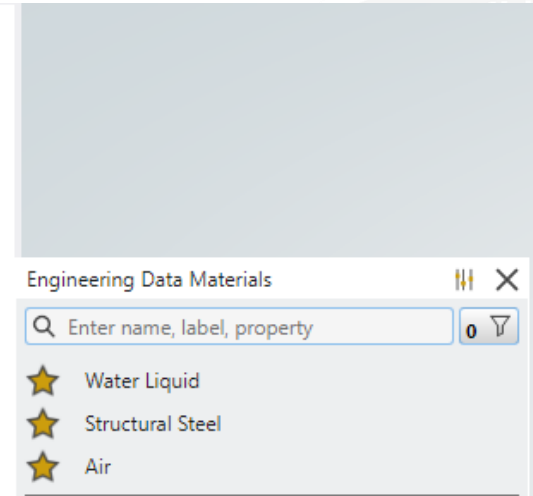 Engineering Data Materials
Enter name, label, property
0
Water Liquid
Structural Steel
Air